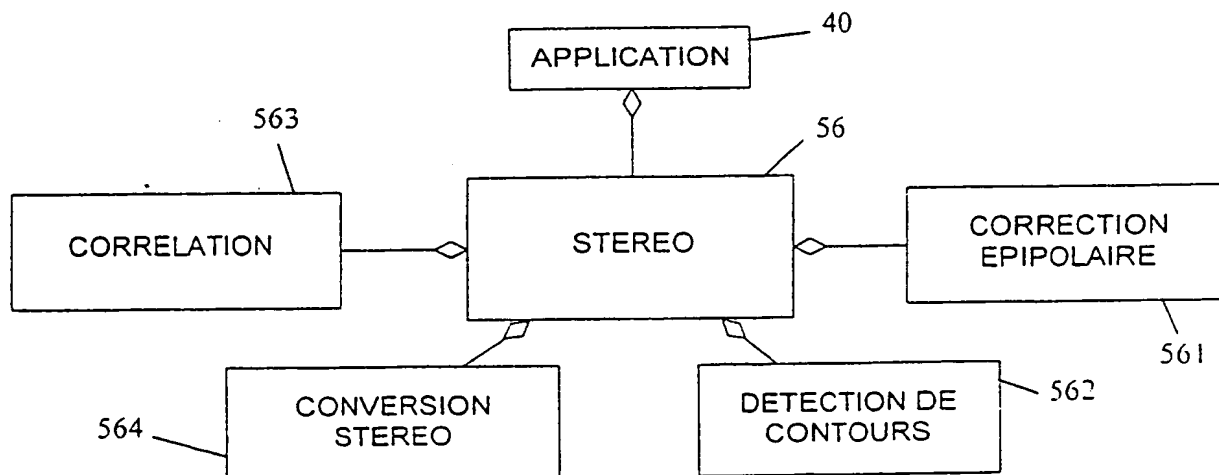 40
APPLICATION
563
56
CORRELATION
STEREO
CORRECTION
EPIPOLAIRE
561
CONVERSION
STEREO
564
DETECTION DE
CONTOURS
562